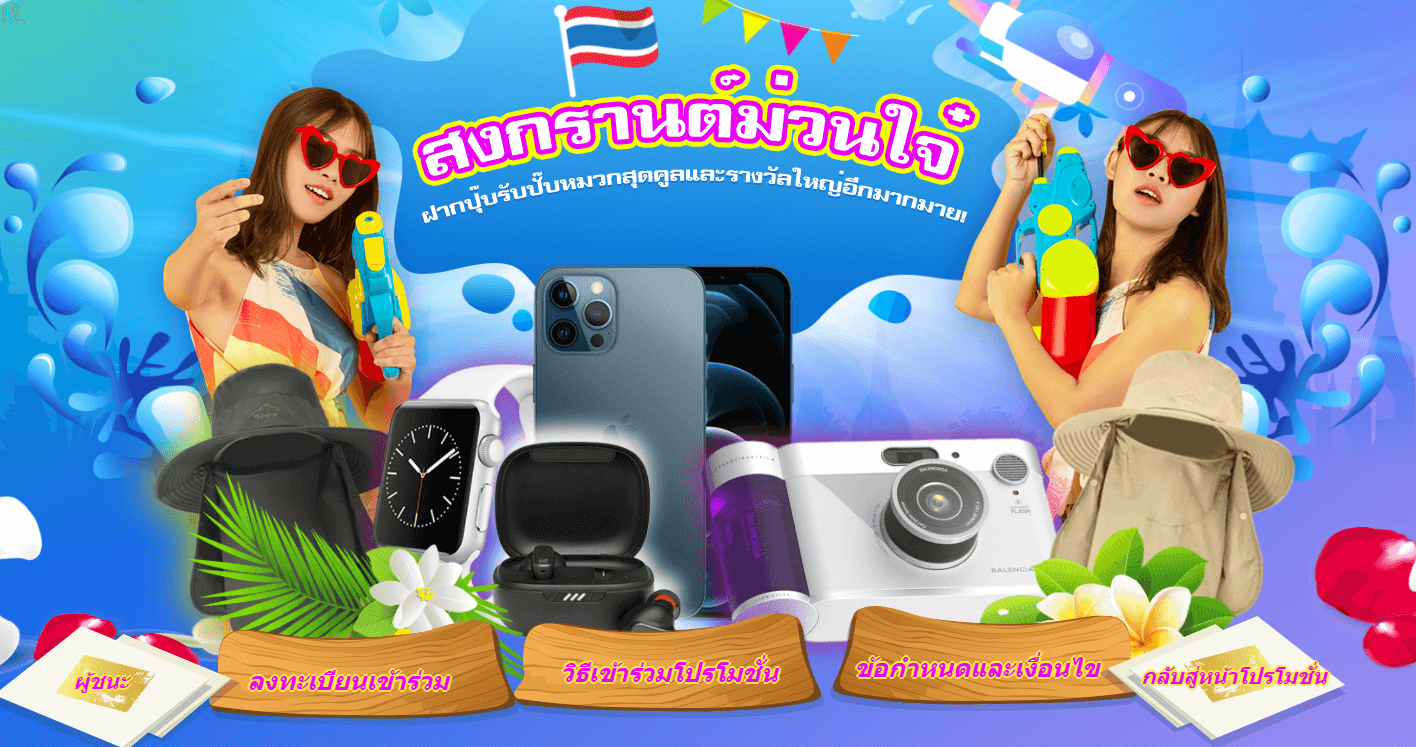 สงกรานต์ม่วนใจ๋
ฝากปุ๊บรับปั๊บหมวกสุดคูลและรางวัลใหญ่อีกมากมาย!
BALENCIAGA
FLASH
BALENCIA
ผู้ชนะ
ลงทะเบียนเข้าร่วม
วิธีเข้าร่วมโปรโมชั่น
ข้อกำหนดและเงื่อนไข
กลับสู่หน้าโปรโมชั่น